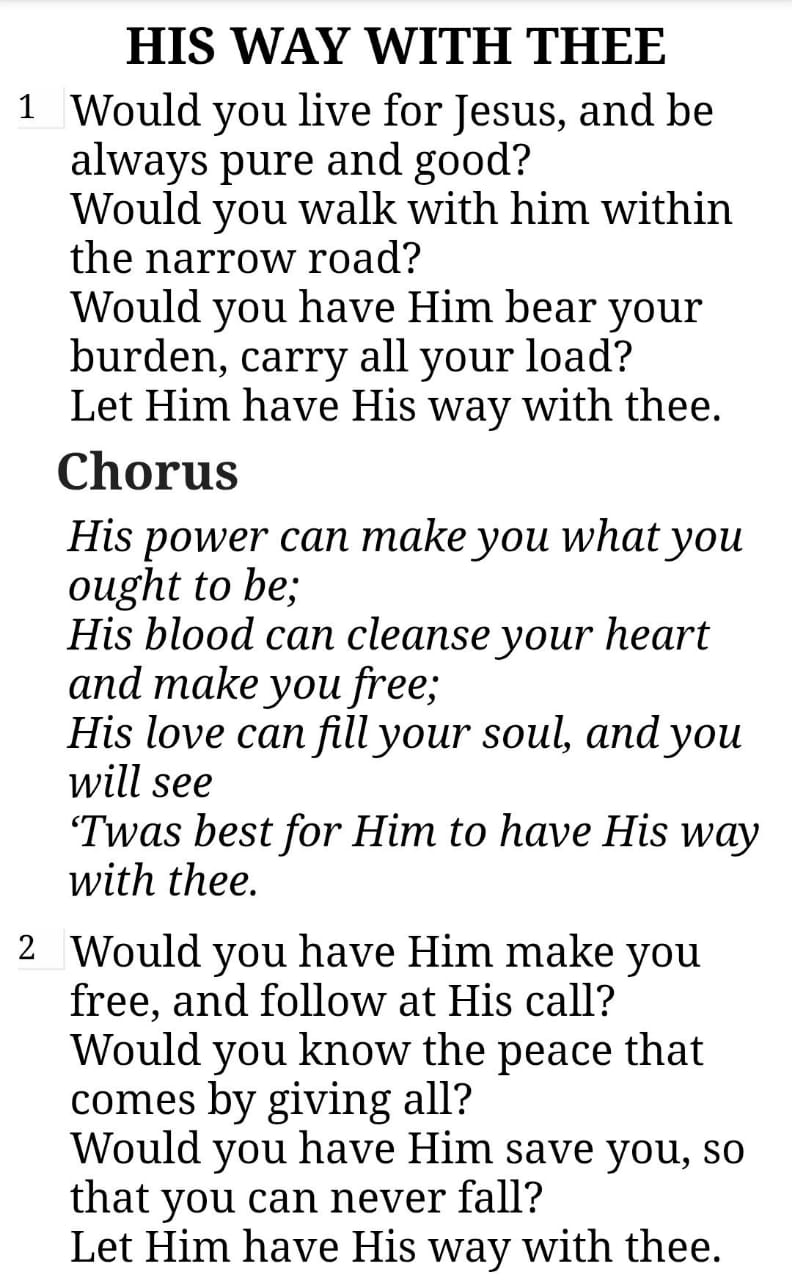 HIS WAY WITH THEE
1 Would you live for Jesus, and be
always pure and good?
Would you walk with him within
the narrow road?
Would you have Him bear your
burden, carry all your load?
Let Him have His way with thee.
Chorus
His power can make you what you
ought to be;
His blood can cleanse your heart
and make you free;
His love can fill your soul, and you
will see
‘Twas best for Him to have His way
with thee.
2 Would you have Him make you
free, and follow at His call?
Would you know the peace that
comes by giving all?
Would you have Him save you, so
that you can never fall?
Let Him have His way with thee.